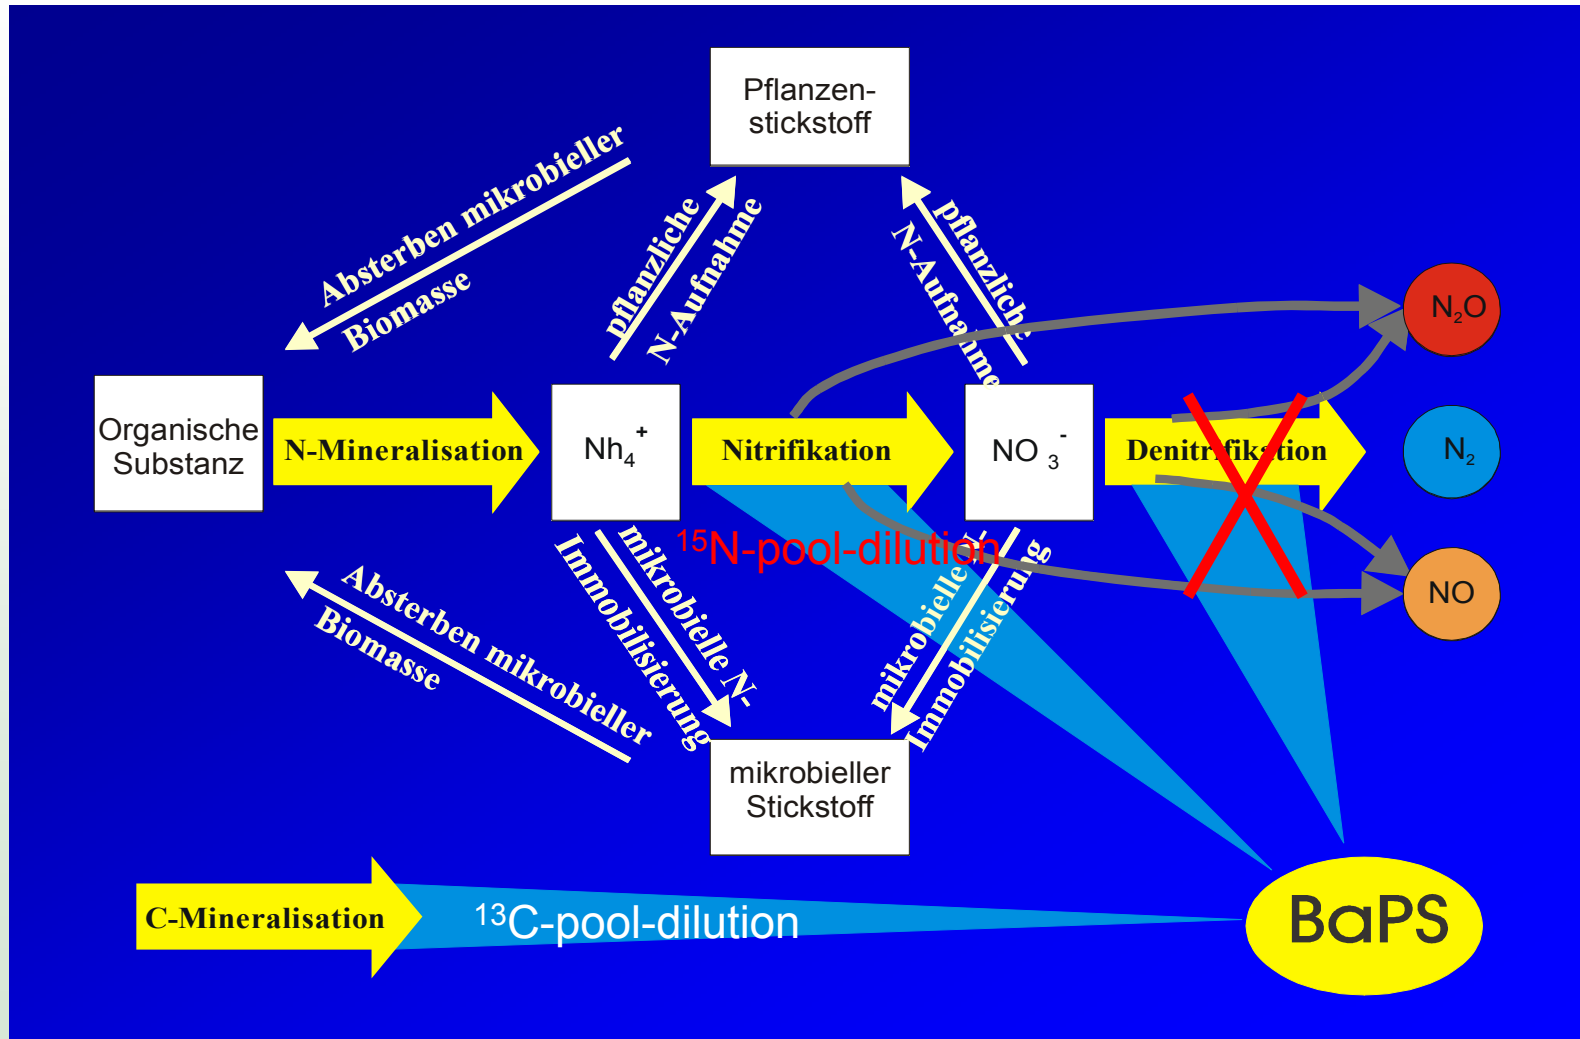 Pflanzen-
stickstoff
Absterben mikrobieller
Biomasse
pflanzliche
N-Aufnahme
pflanzliche
N-Aufnahme
N₂O
Organische
Substanz
N-Mineralisation
Nh₄⁺
Nitrifikation
NO₃⁻
Denitrifikation
N₂
¹⁵N-pool-dilution
NO
Absterben mikrobieller
Biomasse
mikrobielle N-
Immobilisierung
mikrobielle N-
Immobilisierung
mikrobieller
Stickstoff
C-Mineralisation
¹³C-pool-dilution
BaPS